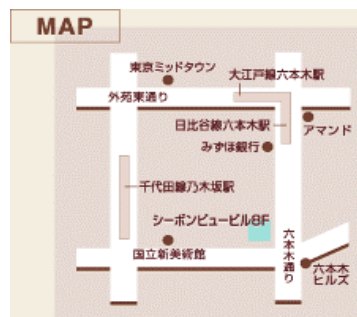 MAP
東京ミッドタウン
大江戸線六本木駅
外苑東通り
日比谷線六本木駅
アマンド
みずほ銀行
千代田線乃木坂駅
シーボンビュービル8F
国立新美術館
六本木通り
六本木
ヒルズ